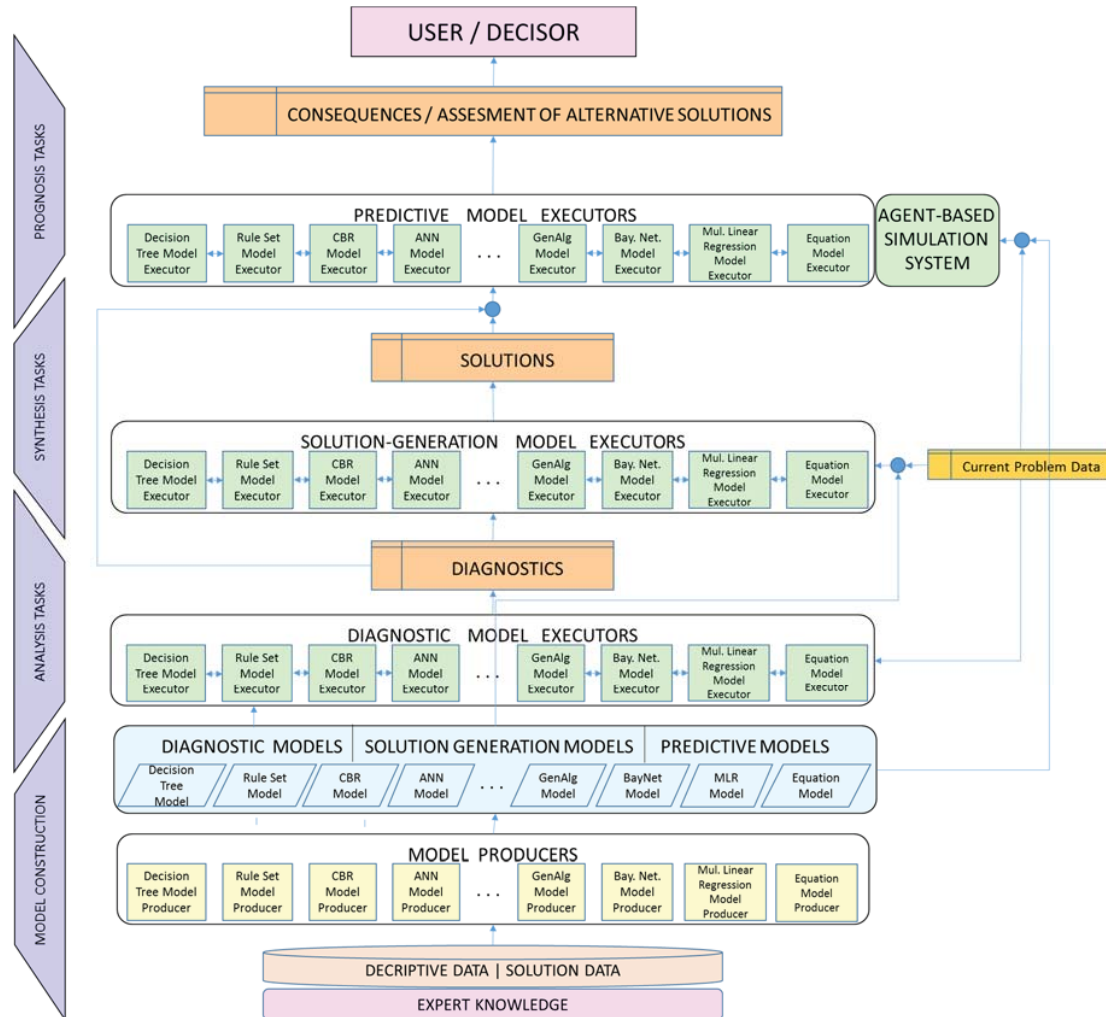 USER / DECISOR
CONSEQUENCES / ASSESMENT OF ALTERNATIVE SOLUTIONS
PROGNOSIS TASKS
PREDICTIVE MODEL EXECUTORS
Decision
Tree Model
Executor
Rule Set
Model
Executor
CBR
Model
Executor
ANN
Model
Executor
. . .
GenAlg
Model
Executor
Bay. Net.
Model
Executor
Mul. Linear
Regression
Model
Executor
Equation
Model
Executor
AGENT-BASED
SIMULATION
SYSTEM
SOLUTIONS
SYNTHESIS TASKS
SOLUTION-GENERATION MODEL EXECUTORS
Decision
Tree Model
Executor
Rule Set
Model
Executor
CBR
Model
Executor
ANN
Model
Executor
. . .
GenAlg
Model
Executor
Bay. Net.
Model
Executor
Mul. Linear
Regression
Model
Executor
Equation
Model
Executor
Current Problem Data
DIAGNOSTICS
ANALYSIS TASKS
DIAGNOSTIC MODEL EXECUTORS
Decision
Tree Model
Executor
Rule Set
Model
Executor
CBR
Model
Executor
ANN
Model
Executor
. . .
GenAlg
Model
Executor
Bay. Net.
Model
Executor
Mul. Linear
Regression
Model
Executor
Equation
Model
Executor
DIAGNOSTIC MODELS
SOLUTION GENERATION MODELS
PREDICTIVE MODELS
Decision
Tree
Model
Rule Set
Model
CBR
Model
ANN
Model
. . .
GenAlg
Model
BayNet
Model
MLR
Model
Equation
Model
MODEL CONSTRUCTION
MODEL PRODUCERS
Decision
Tree Model
Producer
Rule Set
Model
Producer
CBR
Model
Producer
ANN
Model
Producer
. . .
GenAlg
Model
Producer
Bay. Net.
Model
Producer
Mul. Linear
Regression
Model
Producer
Equation
Model
Producer
DECRIPTIVE DATA | SOLUTION DATA
EXPERT KNOWLEDGE